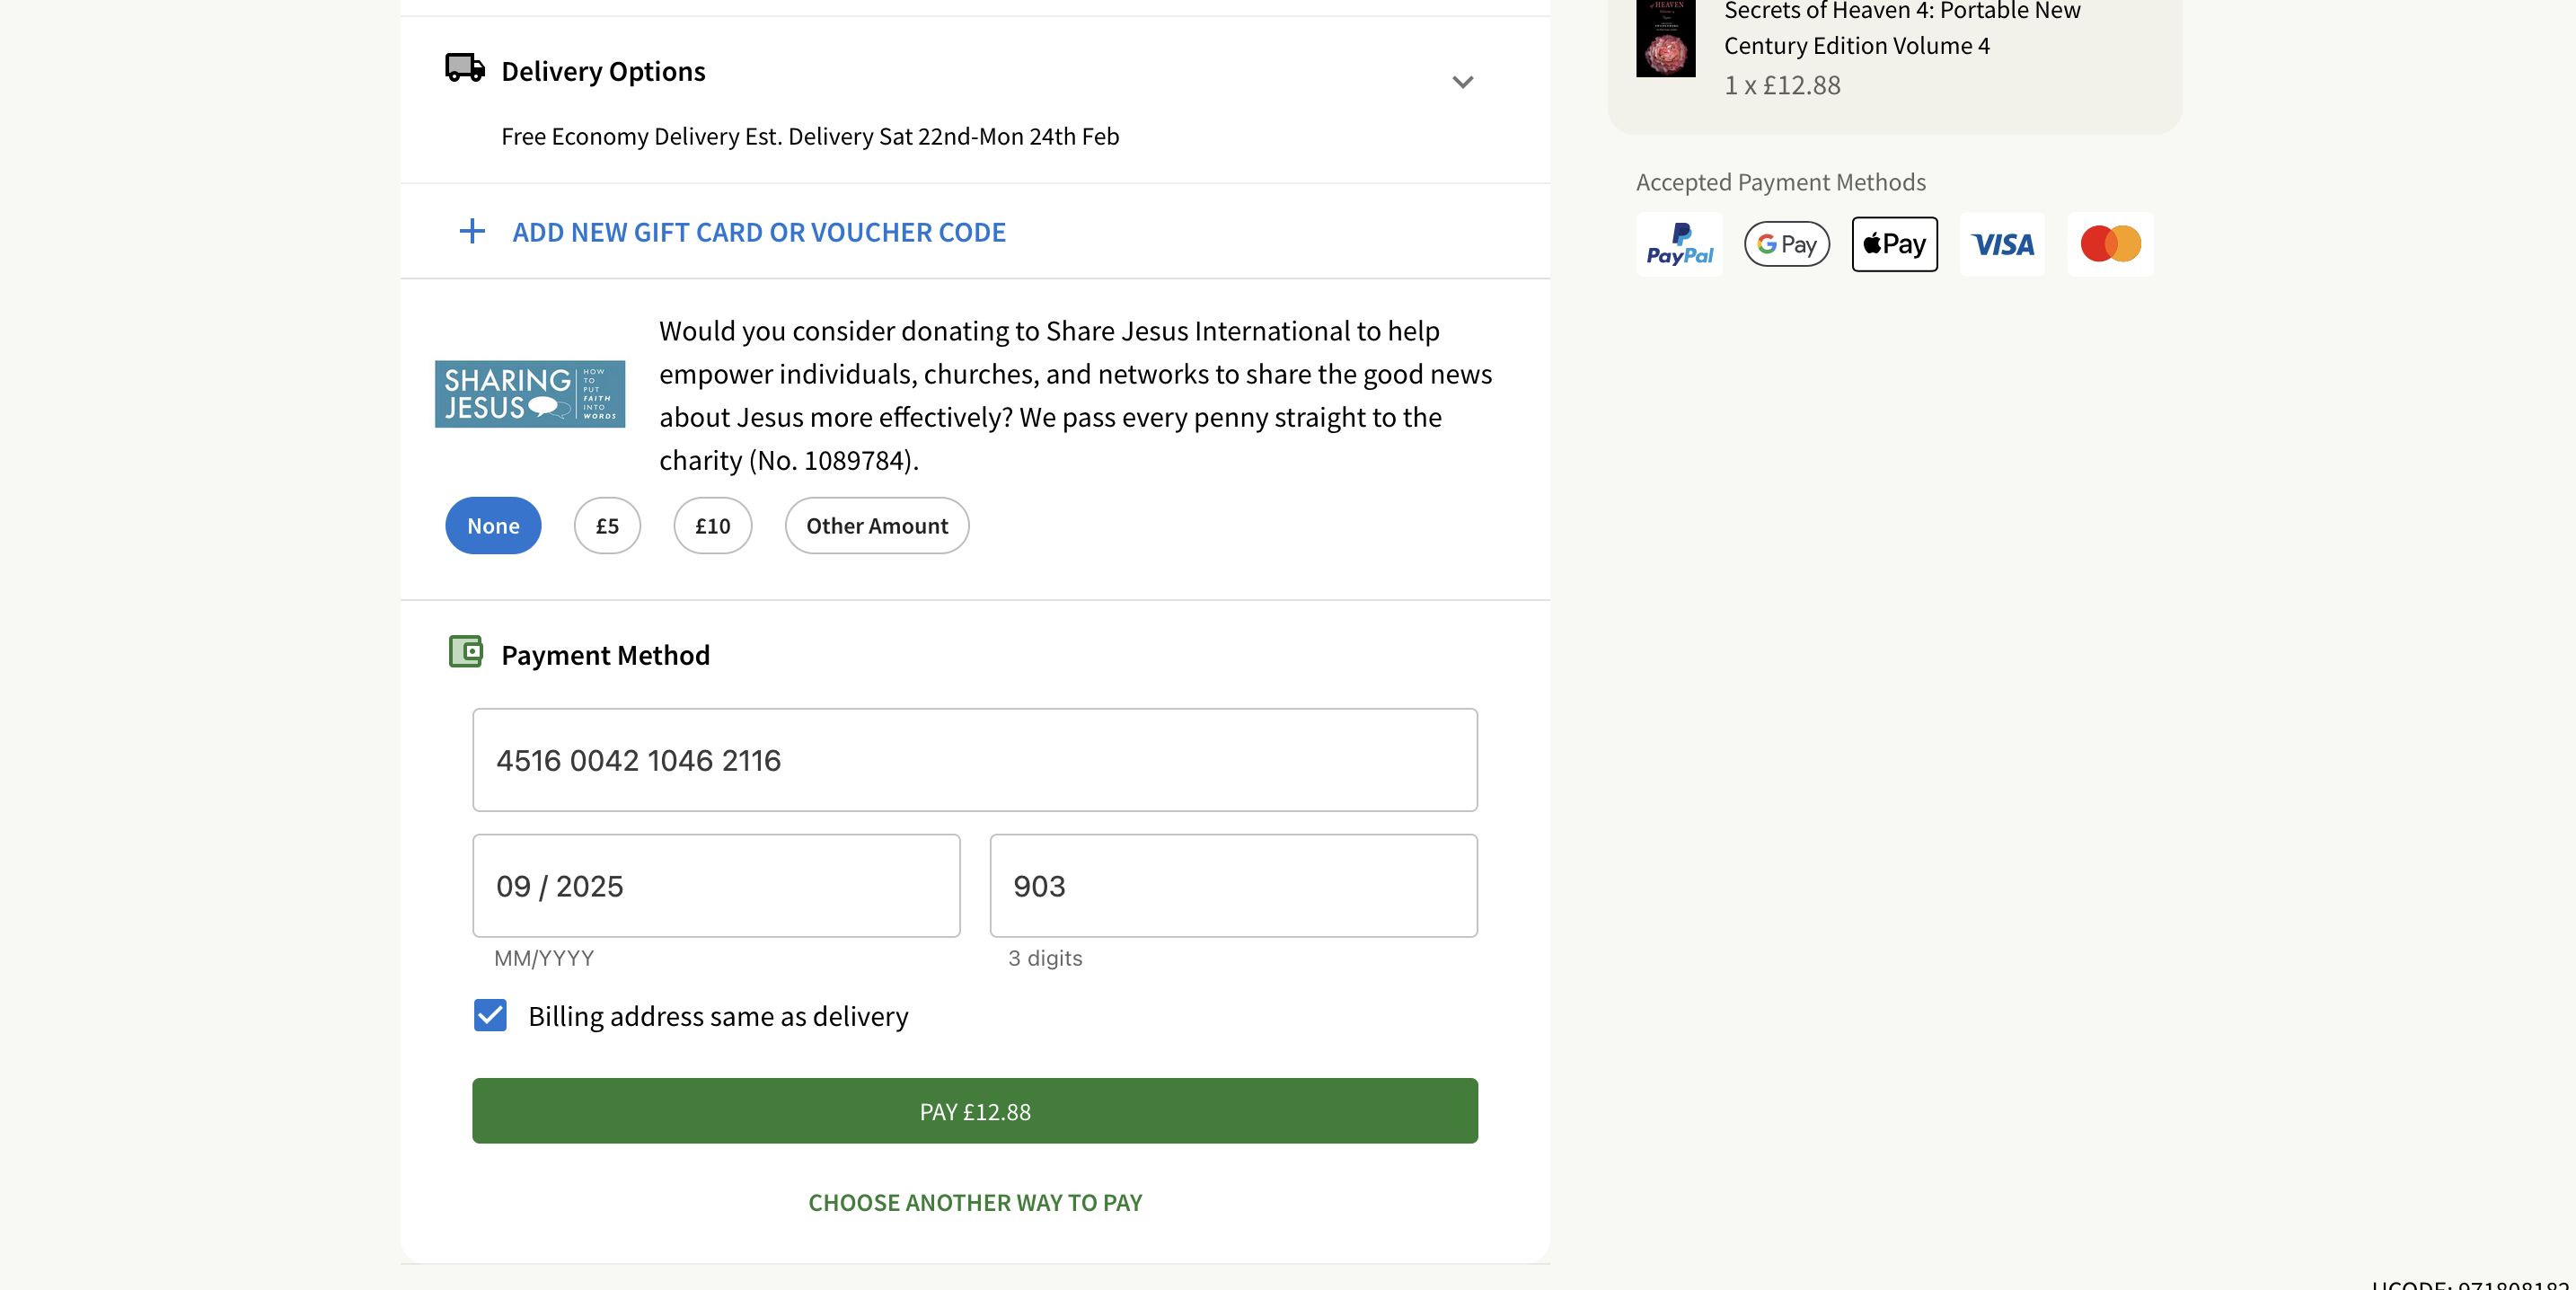 Delivery Options
Free Economy Delivery Est. Delivery Sat 22nd-Mon 24th Feb
ADD NEW GIFT CARD OR VOUCHER CODE
SHARING
JESUS
HOW
TO
PUT
FAITH
INTO
WORDS
Would you consider donating to Share Jesus International to help
empower individuals, churches, and networks to share the good news
about Jesus more effectively? We pass every penny straight to the
charity (No. 1089784).
None £5 £10 Other Amount
Payment Method
4516 0042 1046 2116
09 / 2025 903
MM/YYYY 3 digits
Billing address same as delivery
PAY £12.88
CHOOSE ANOTHER WAY TO PAY
of HEAVEN
Secrets of Heaven 4: Portable New
Century Edition Volume 4
1 x £12.88
Accepted Payment Methods
PayPal G Pay Pay VISA